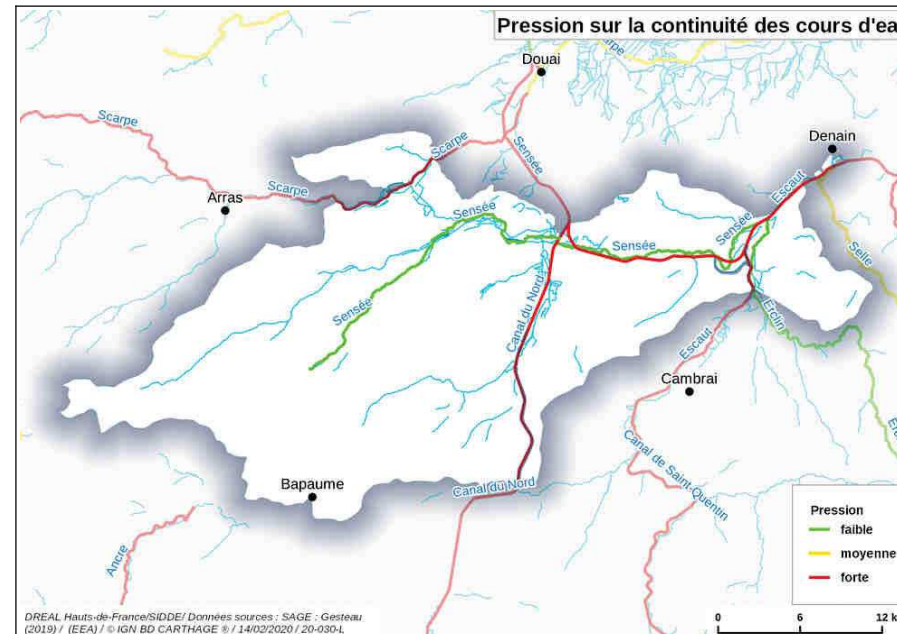 Pression sur la continuité des cours d'ea
Scarpe
Douai
Scarpe
Scarpe
Sensée
Denain
Scarpe
Escaut
Arras
Sensée
Sensée
Sensée
Selle
Sensée
Canal du Nord
Erclin
Escaut
Cambrai
Canal de Saint-Quentin
Bapaume
Canal du Nord
Ancre
Pression
faible
moyenne
forte
DREAL Hauts-de-France/SIDDE/ Données sources : SAGE : Gesteau
(2019) / (EEA) / © IGN BD CARTHAGE ® / 14/02/2020 / 20-030-L
0 6 12 k